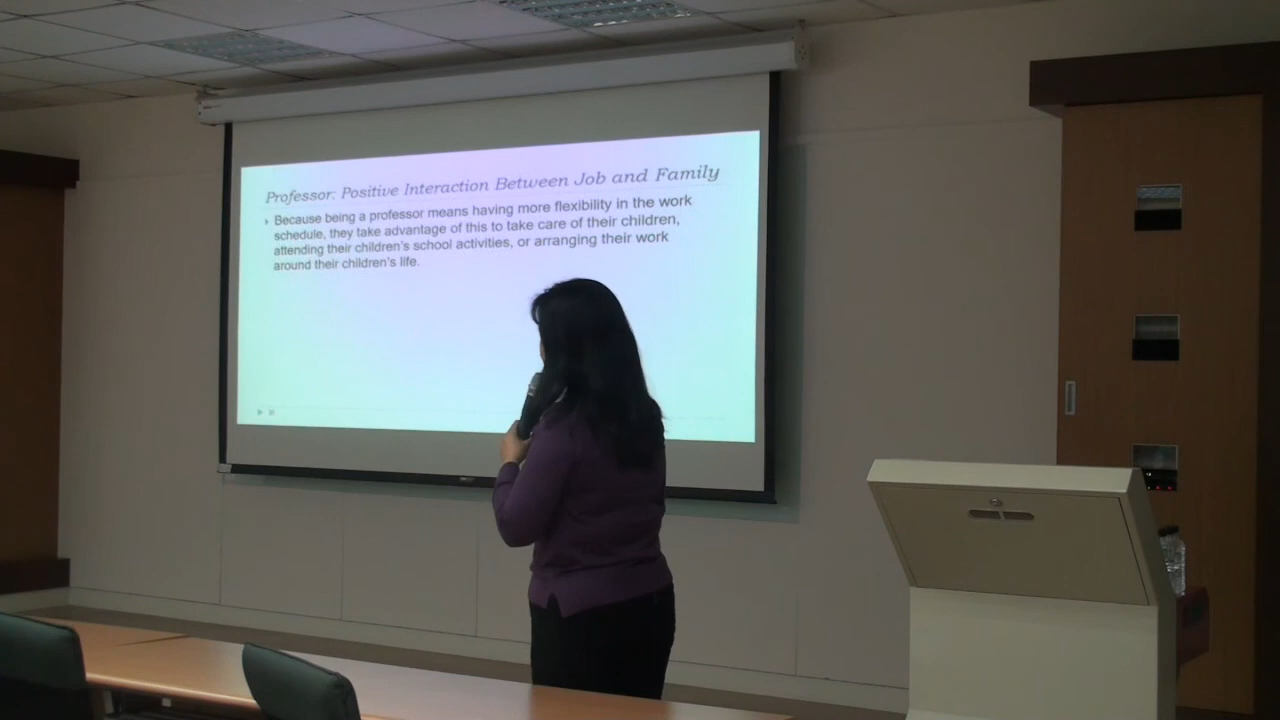 Professor: Positive Interaction Between Job and Family
Because being a professor means having more flexibility in the work
schedule, they take advantage of this to take care of their children,
attending their children's school activities, or arranging their work
around their children's life.